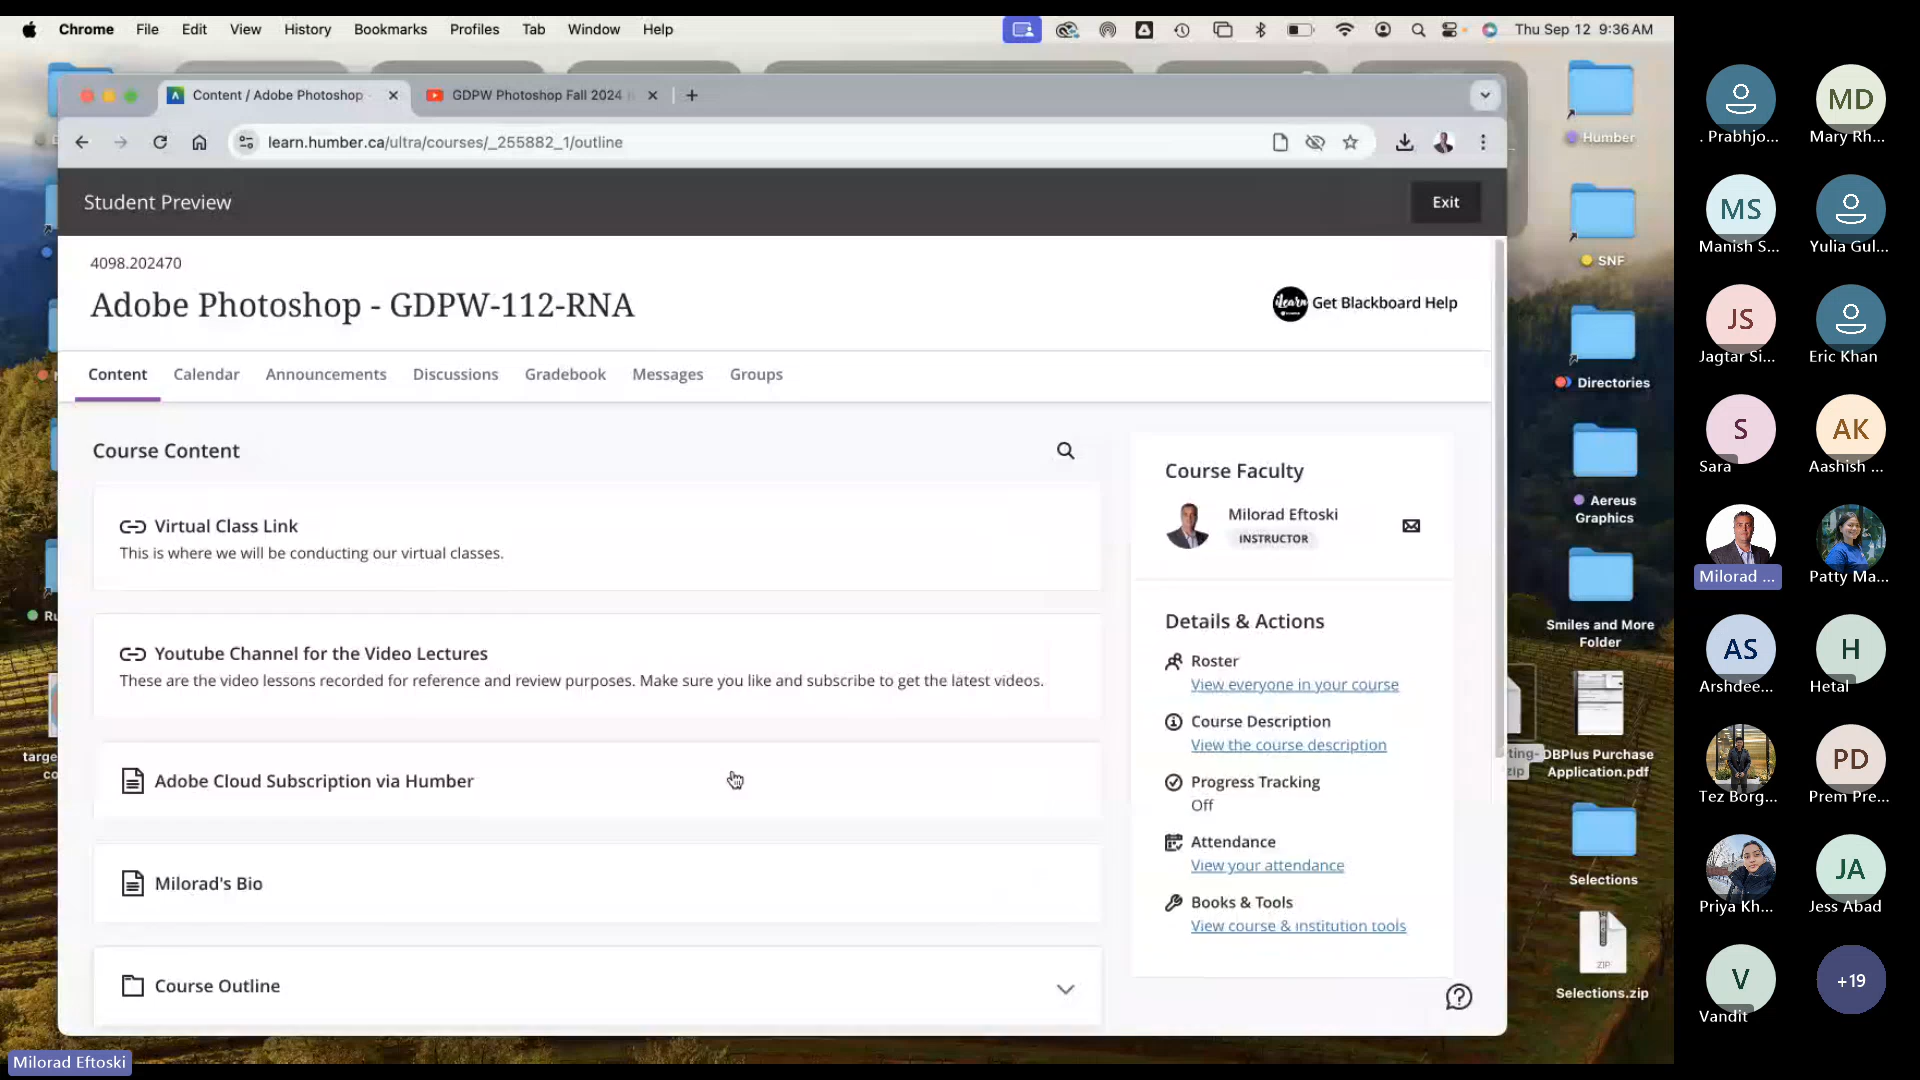 Chrome File Edit View History Bookmarks Profiles Tab Window Help
Thu Sep 12 9:36 AM
Content / Adobe Photoshop
GDPW Photoshop Fall 2024
learn.humber.ca/ultra/courses/_255882_1/outline
Student Preview
Exit
4098.202470
Adobe Photoshop - GDPW-112-RNA
iLearn
Get Blackboard Help
Content Calendar Announcements Discussions Gradebook Messages Groups
Course Content
Virtual Class Link
This is where we will be conducting our virtual classes.
Youtube Channel for the Video Lectures
These are the video lessons recorded for reference and review purposes. Make sure you like and subscribe to get the latest videos.
Adobe Cloud Subscription via Humber
Milorad's Bio
Course Outline
Course Faculty
Milorad Eftoski
INSTRUCTOR
Details & Actions
Roster
View everyone in your course
Course Description
View the course description
Progress Tracking
Off
Attendance
View your attendance
Books & Tools
View course & institution tools
Humber
SNF
Directories
Aereus
Graphics
Smiles and More
Folder
ting-
zip
DBPlus Purchase
Application.pdf
Selections
ZIP
Selections.zip
Ru
targe
co
. Prabhjo...
MD
Mary Rh...
MS
Manish S...
Yulia Gul...
JS
Jagtar Si...
Eric Khan
S
Sara
AK
Aashish ...
Milorad ...
Patty Ma...
AS
Arshdee...
H
Hetal
Tez Borg...
PD
Prem Pre...
Priya Kh...
JA
Jess Abad
V
Vandit
+19
Milorad Eftoski